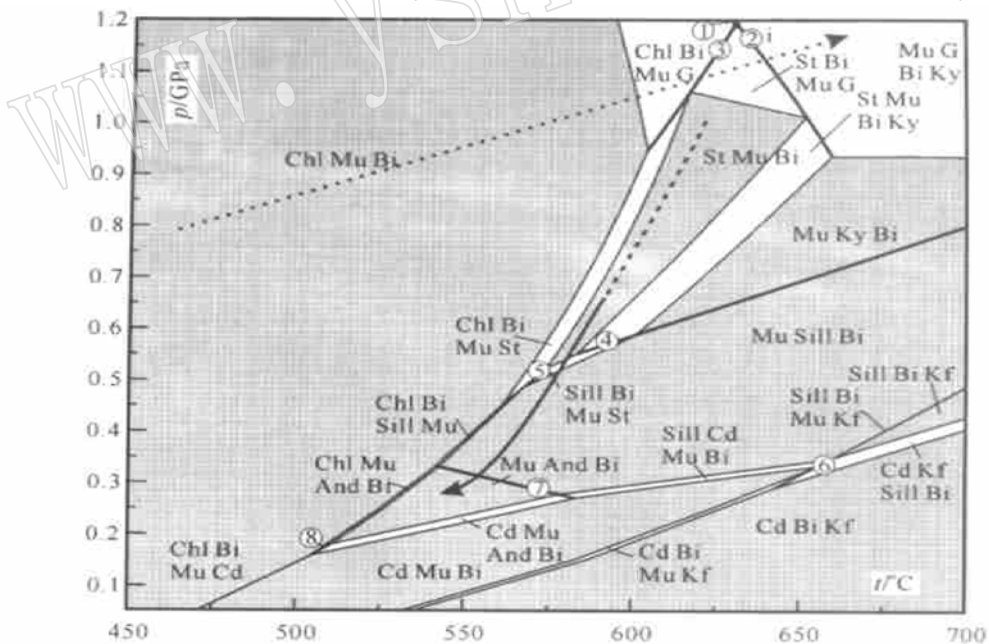 www.ysm
1.2
1.1
1.0
0.9
0.8
0.7
0.6
0.5
0.4
0.3
0.2
0.1
p/GPa
①
③
② i
Chl Bi
Mu G
St Bi
Mu G
Mu G
Bi Ky
St Mu
Bi Ky
Chl Mu Bi
St Mu Bi
Mu Ky Bi
Chl Bi
Mu St
④
⑤
Mu Sill Bi
Sill Bi
Mu St
Sill Bi Kf
Sill Bi
Mu Kf
Chl Bi
Sill Mu
Sill Cd
Mu Bi
Chl Mu
And Bi
Mu And Bi
⑥
⑦
Cd Kf
Sill Bi
⑧
Cd Mu
And Bi
Cd Bi Kf
Chl Bi
Mu Cd
Cd Mu Bi
Cd Bi
Mu Kf
t/°C
450
500
550
600
650
700